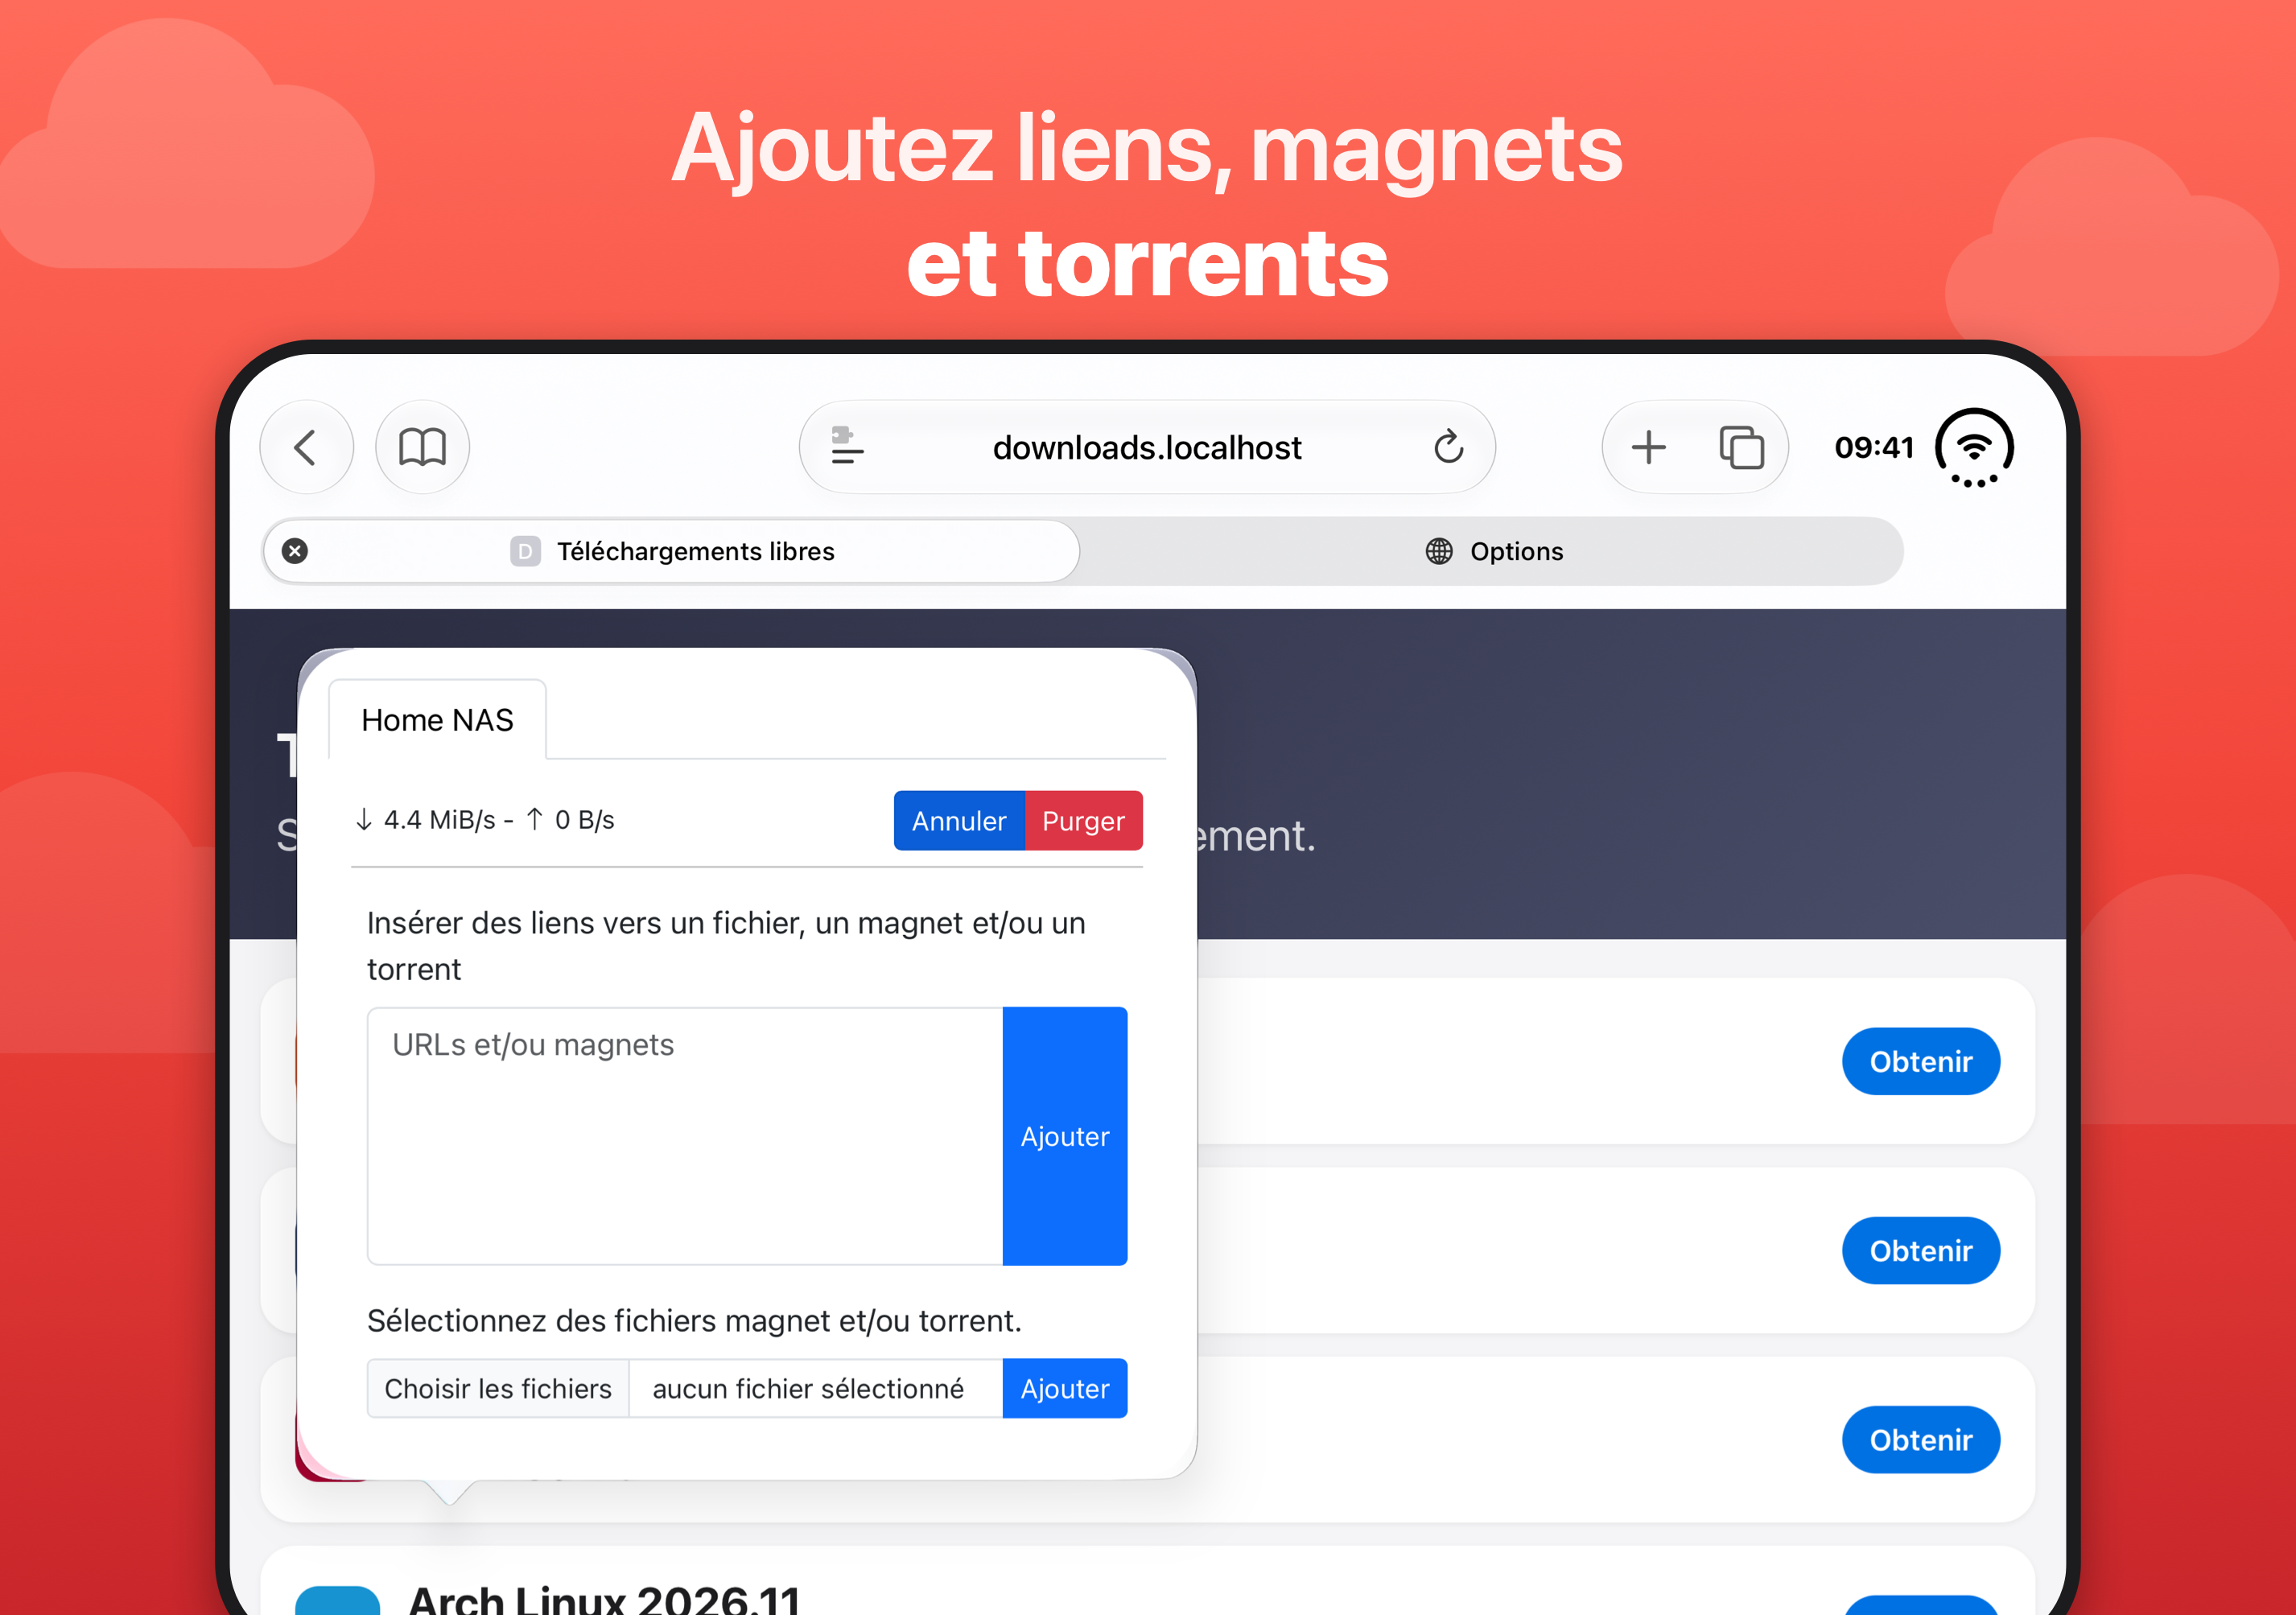 Ajoutez liens, magnets
et torrents
downloads.localhost
09:41
D Téléchargements libres
Options
Home NAS
↓ 4.4 MiB/s - ↑ 0 B/s
Annuler
Purger
ement.
Insérer des liens vers un fichier, un magnet et/ou un
torrent
URLs et/ou magnets
Ajouter
Obtenir
Obtenir
Sélectionnez des fichiers magnet et/ou torrent.
Choisir les fichiers
aucun fichier sélectionné
Ajouter
Obtenir
Arch Linux 2026.11